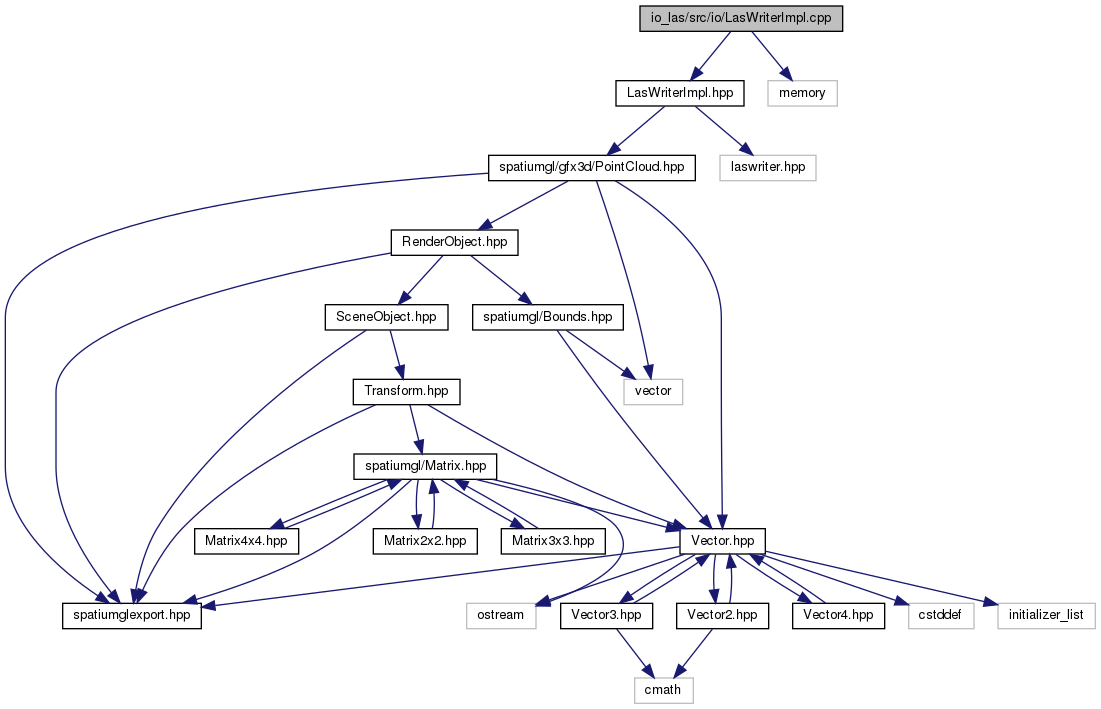 io_las/src/io/LasWriterImpl.cpp
LasWriterImpl.hpp
memory
spatiumgl/gfx3d/PointCloud.hpp
laswriter.hpp
RenderObject.hpp
SceneObject.hpp
spatiumgl/Bounds.hpp
Transform.hpp
vector
spatiumgl/Matrix.hpp
Matrix4x4.hpp
Matrix2x2.hpp
Matrix3x3.hpp
Vector.hpp
spatiumglexport.hpp
ostream
Vector3.hpp
Vector2.hpp
Vector4.hpp
cstddef
initializer_list
cmath